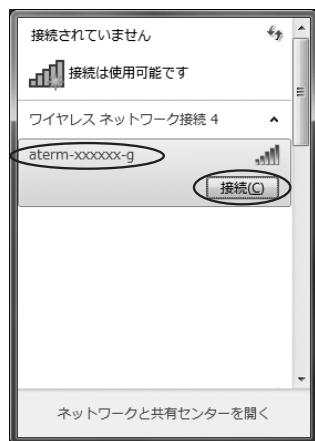 接続されていません
接続は使用可能です
ワイヤレス ネットワーク接続 4
aterm-xxxxxx-g
接続(C)
ネットワークと共有センターを開く